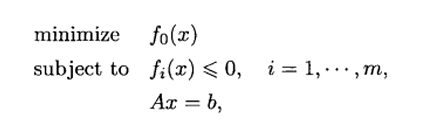 minimize f₀(x)
subject to fᵢ(x) ⩽ 0, i = 1, ⋯, m,
Ax = b,